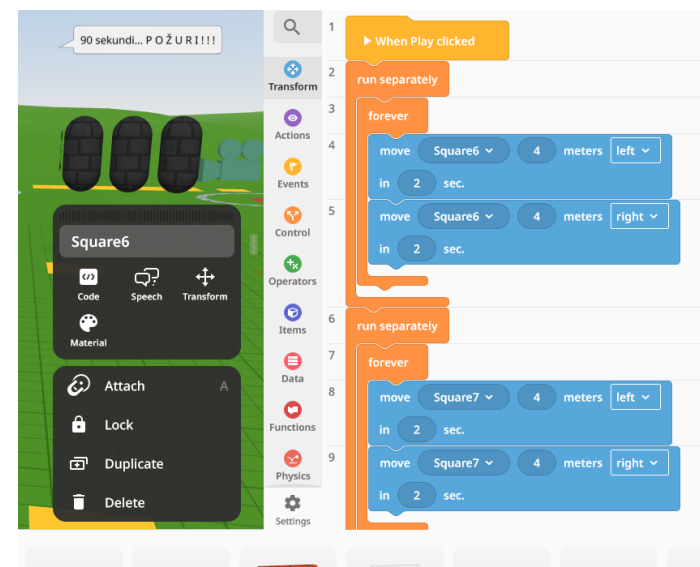 90 sekundi... P O Ž U R I ! ! !
Square6
Code
Speech
Transform
Material
Attach A
Lock
Duplicate
Delete
Transform
Actions
Events
Control
Operators
Items
Data
Functions
Physics
Settings
1
When Play clicked
2
run separately
3
forever
4
move Square6 4 meters left
in 2 sec.
5
move Square6 4 meters right
in 2 sec.
6
run separately
7
forever
8
move Square7 4 meters left
in 2 sec.
9
move Square7 4 meters right
in 2 sec.